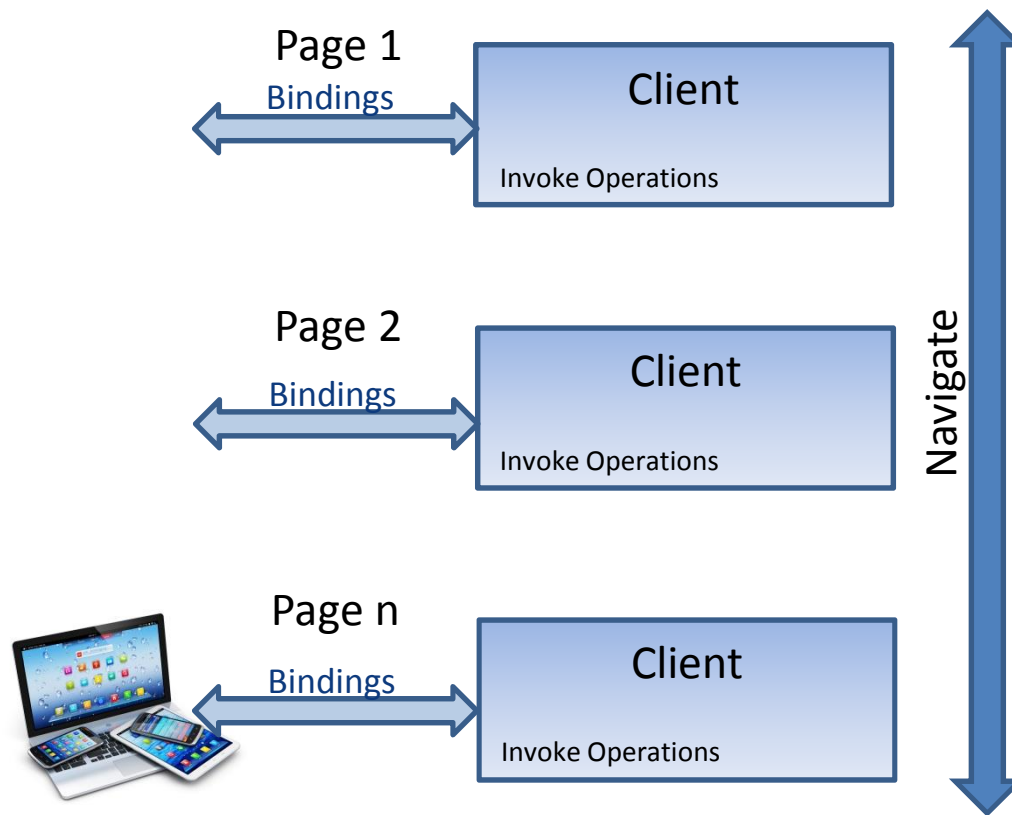 Page 1
Bindings
Client
Invoke Operations
Page 2
Bindings
Client
Invoke Operations
Navigate
Page n
Bindings
Client
Invoke Operations